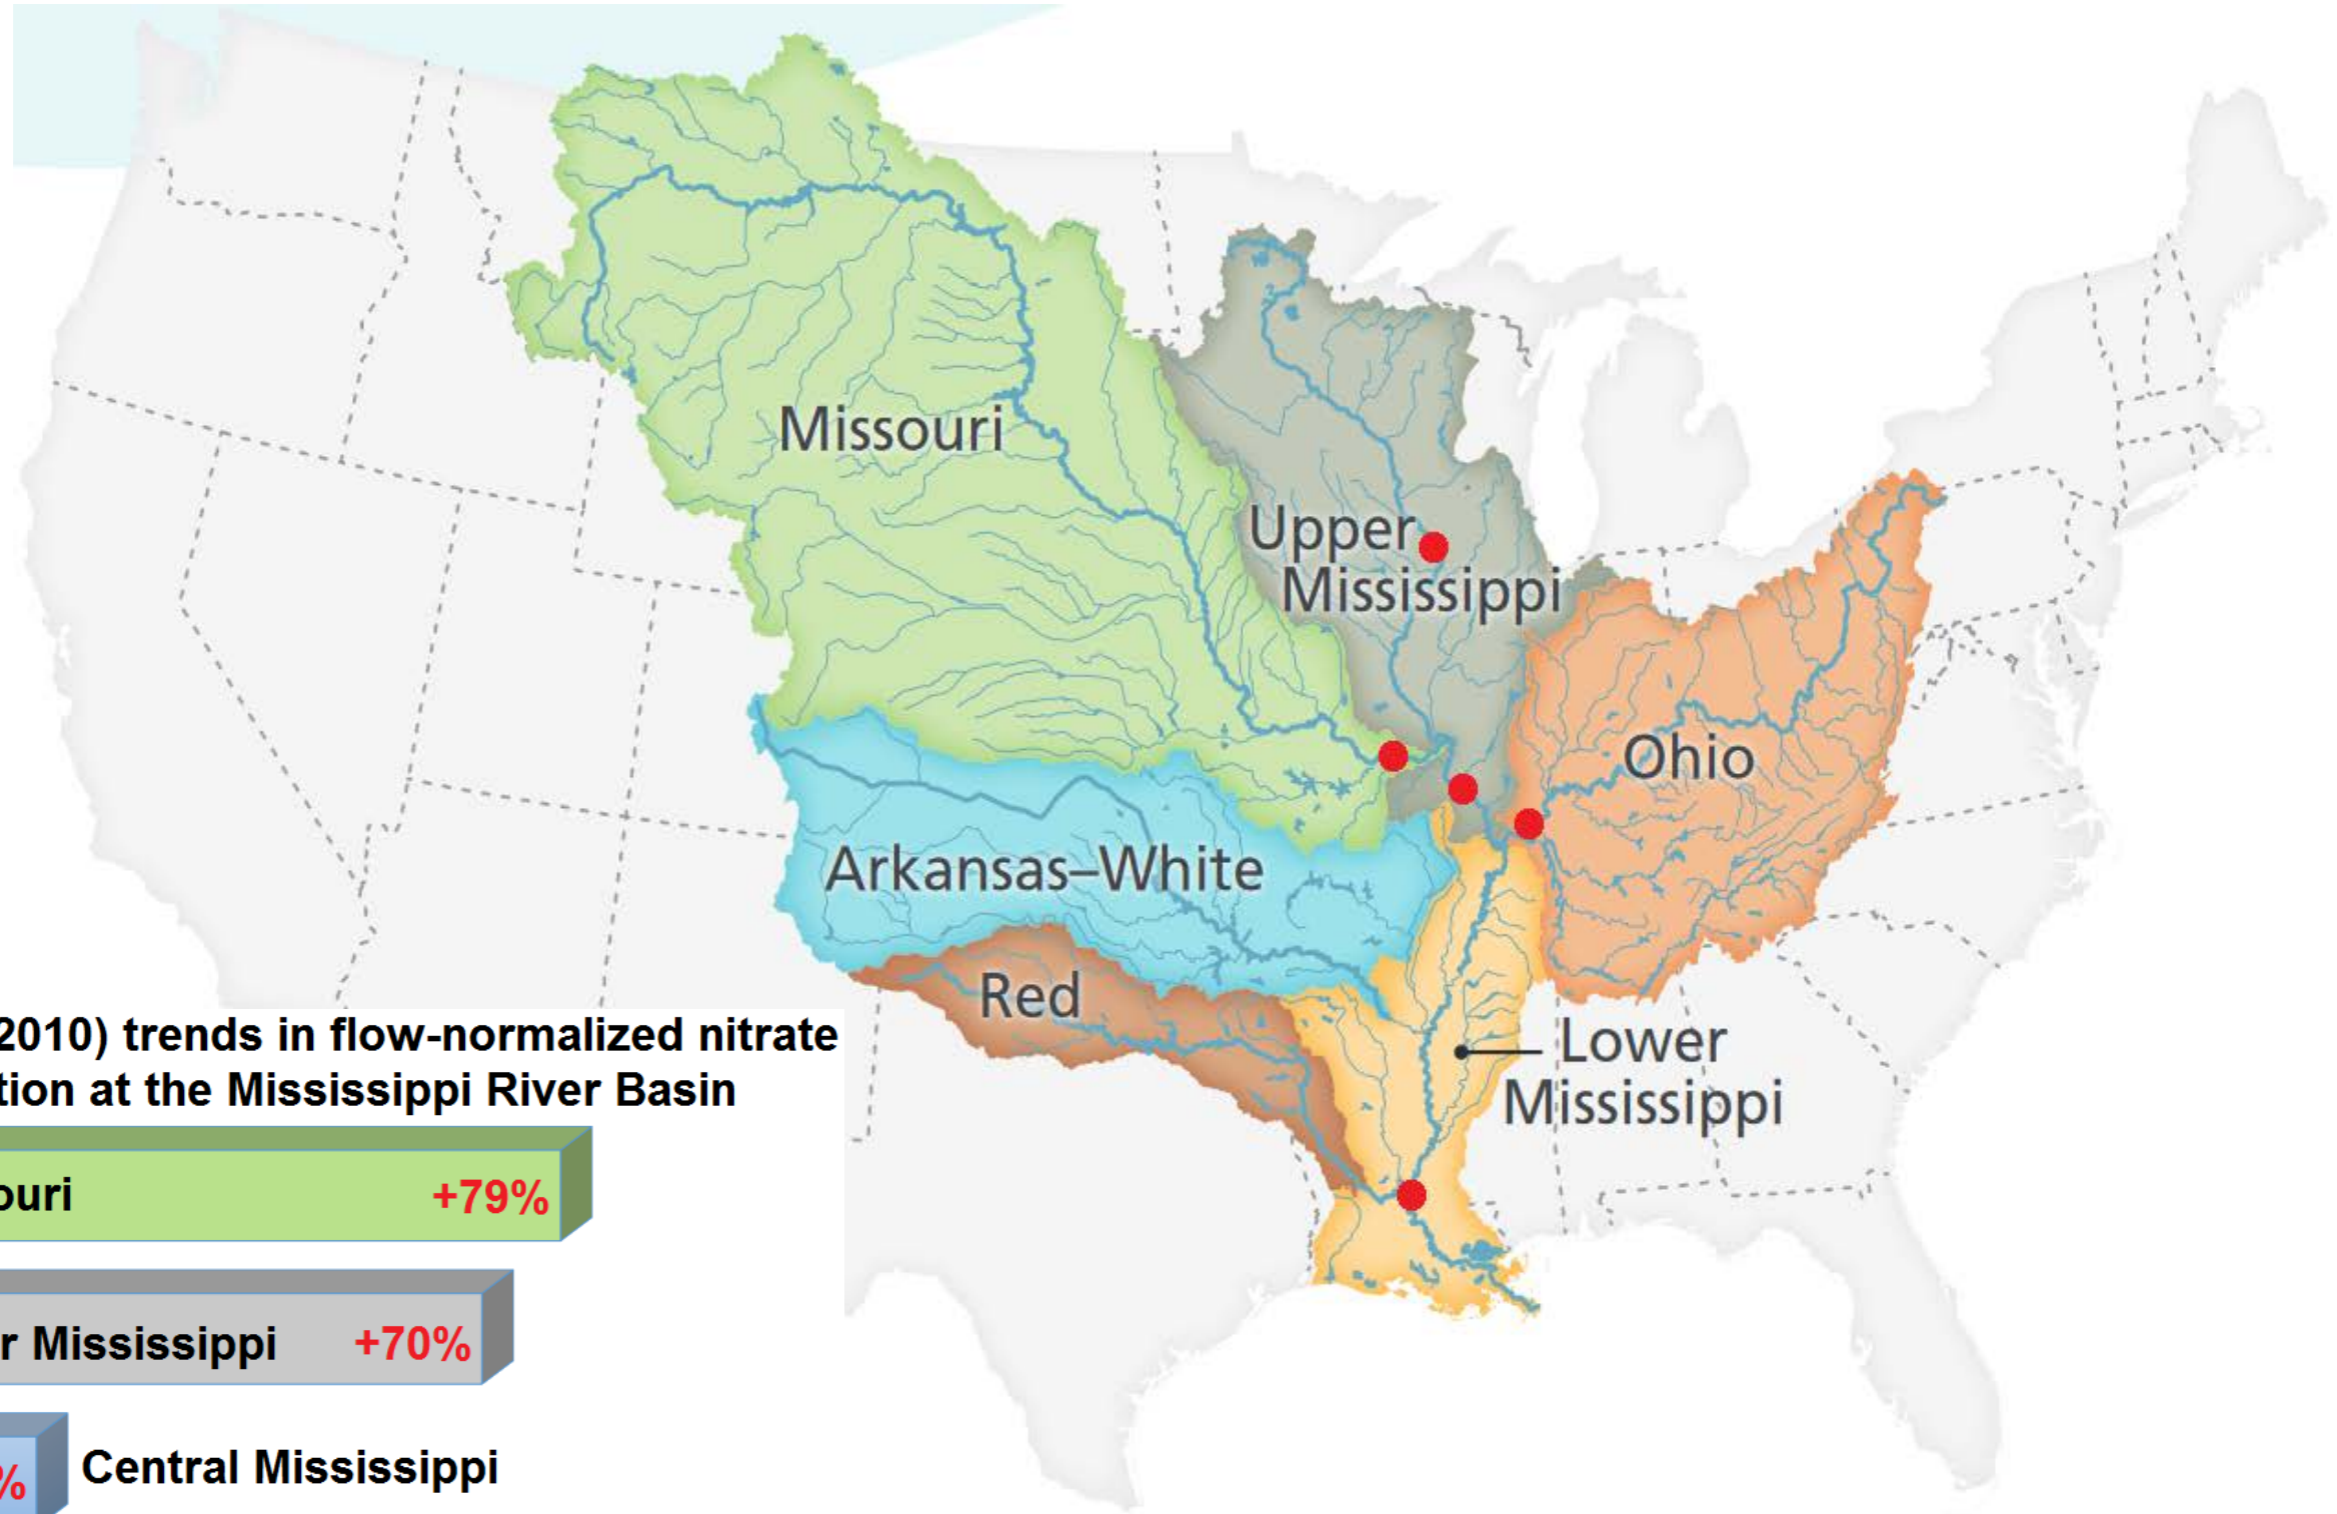 Missouri
Upper
Mississippi
Ohio
Arkansas–White
Red
Lower
Mississippi
2010) trends in flow-normalized nitrate
tion at the Mississippi River Basin
ouri +79%
r Mississippi +70%
% Central Mississippi